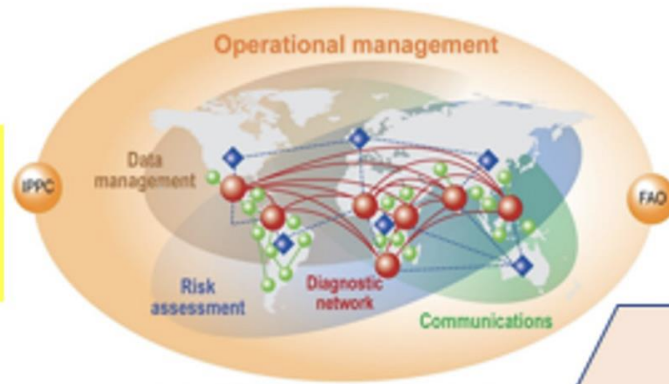 Operational management
Data
management
IPPC
FAO
Risk
assessment
Diagnostic
network
Communications